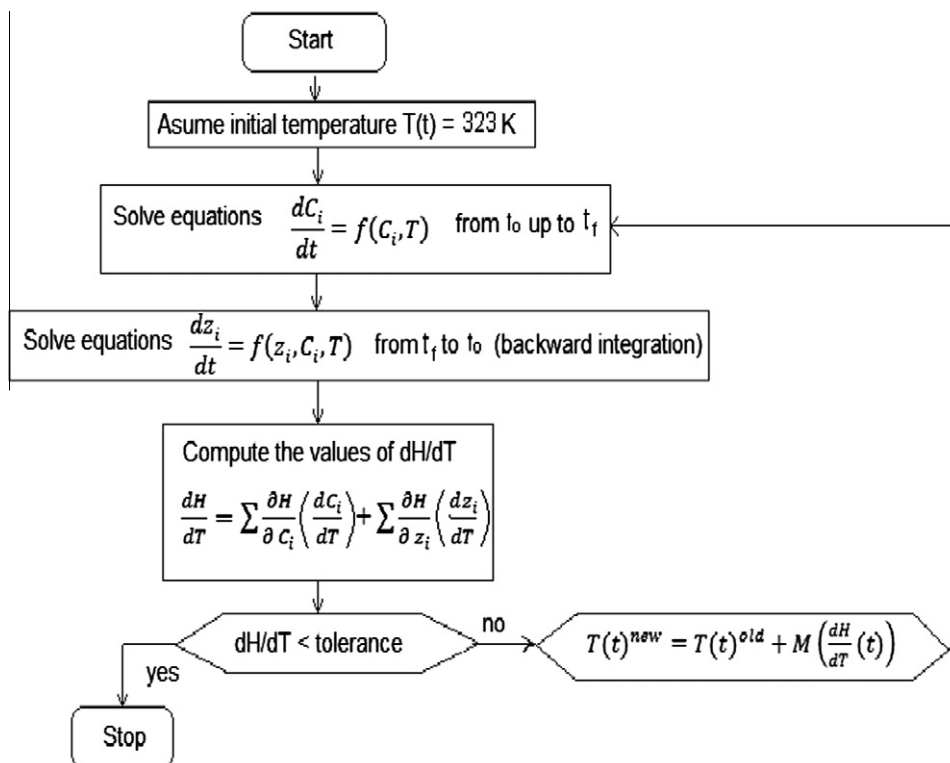 Start
Asume initial temperature T(t) = 323 K
Solve equations dC_i/dt = f(C_i,T) from t₀ up to t_f
Solve equations dz_i/dt = f(z_i,C_i,T) from t_f to t₀ (backward integration)
Compute the values of dH/dT
dH/dT = ∑ ∂H/∂C_i (dC_i/dT) + ∑ ∂H/∂z_i (dz_i/dT)
dH/dT < tolerance
no
T(t)^new = T(t)^old + M (dH/dT (t))
yes
Stop